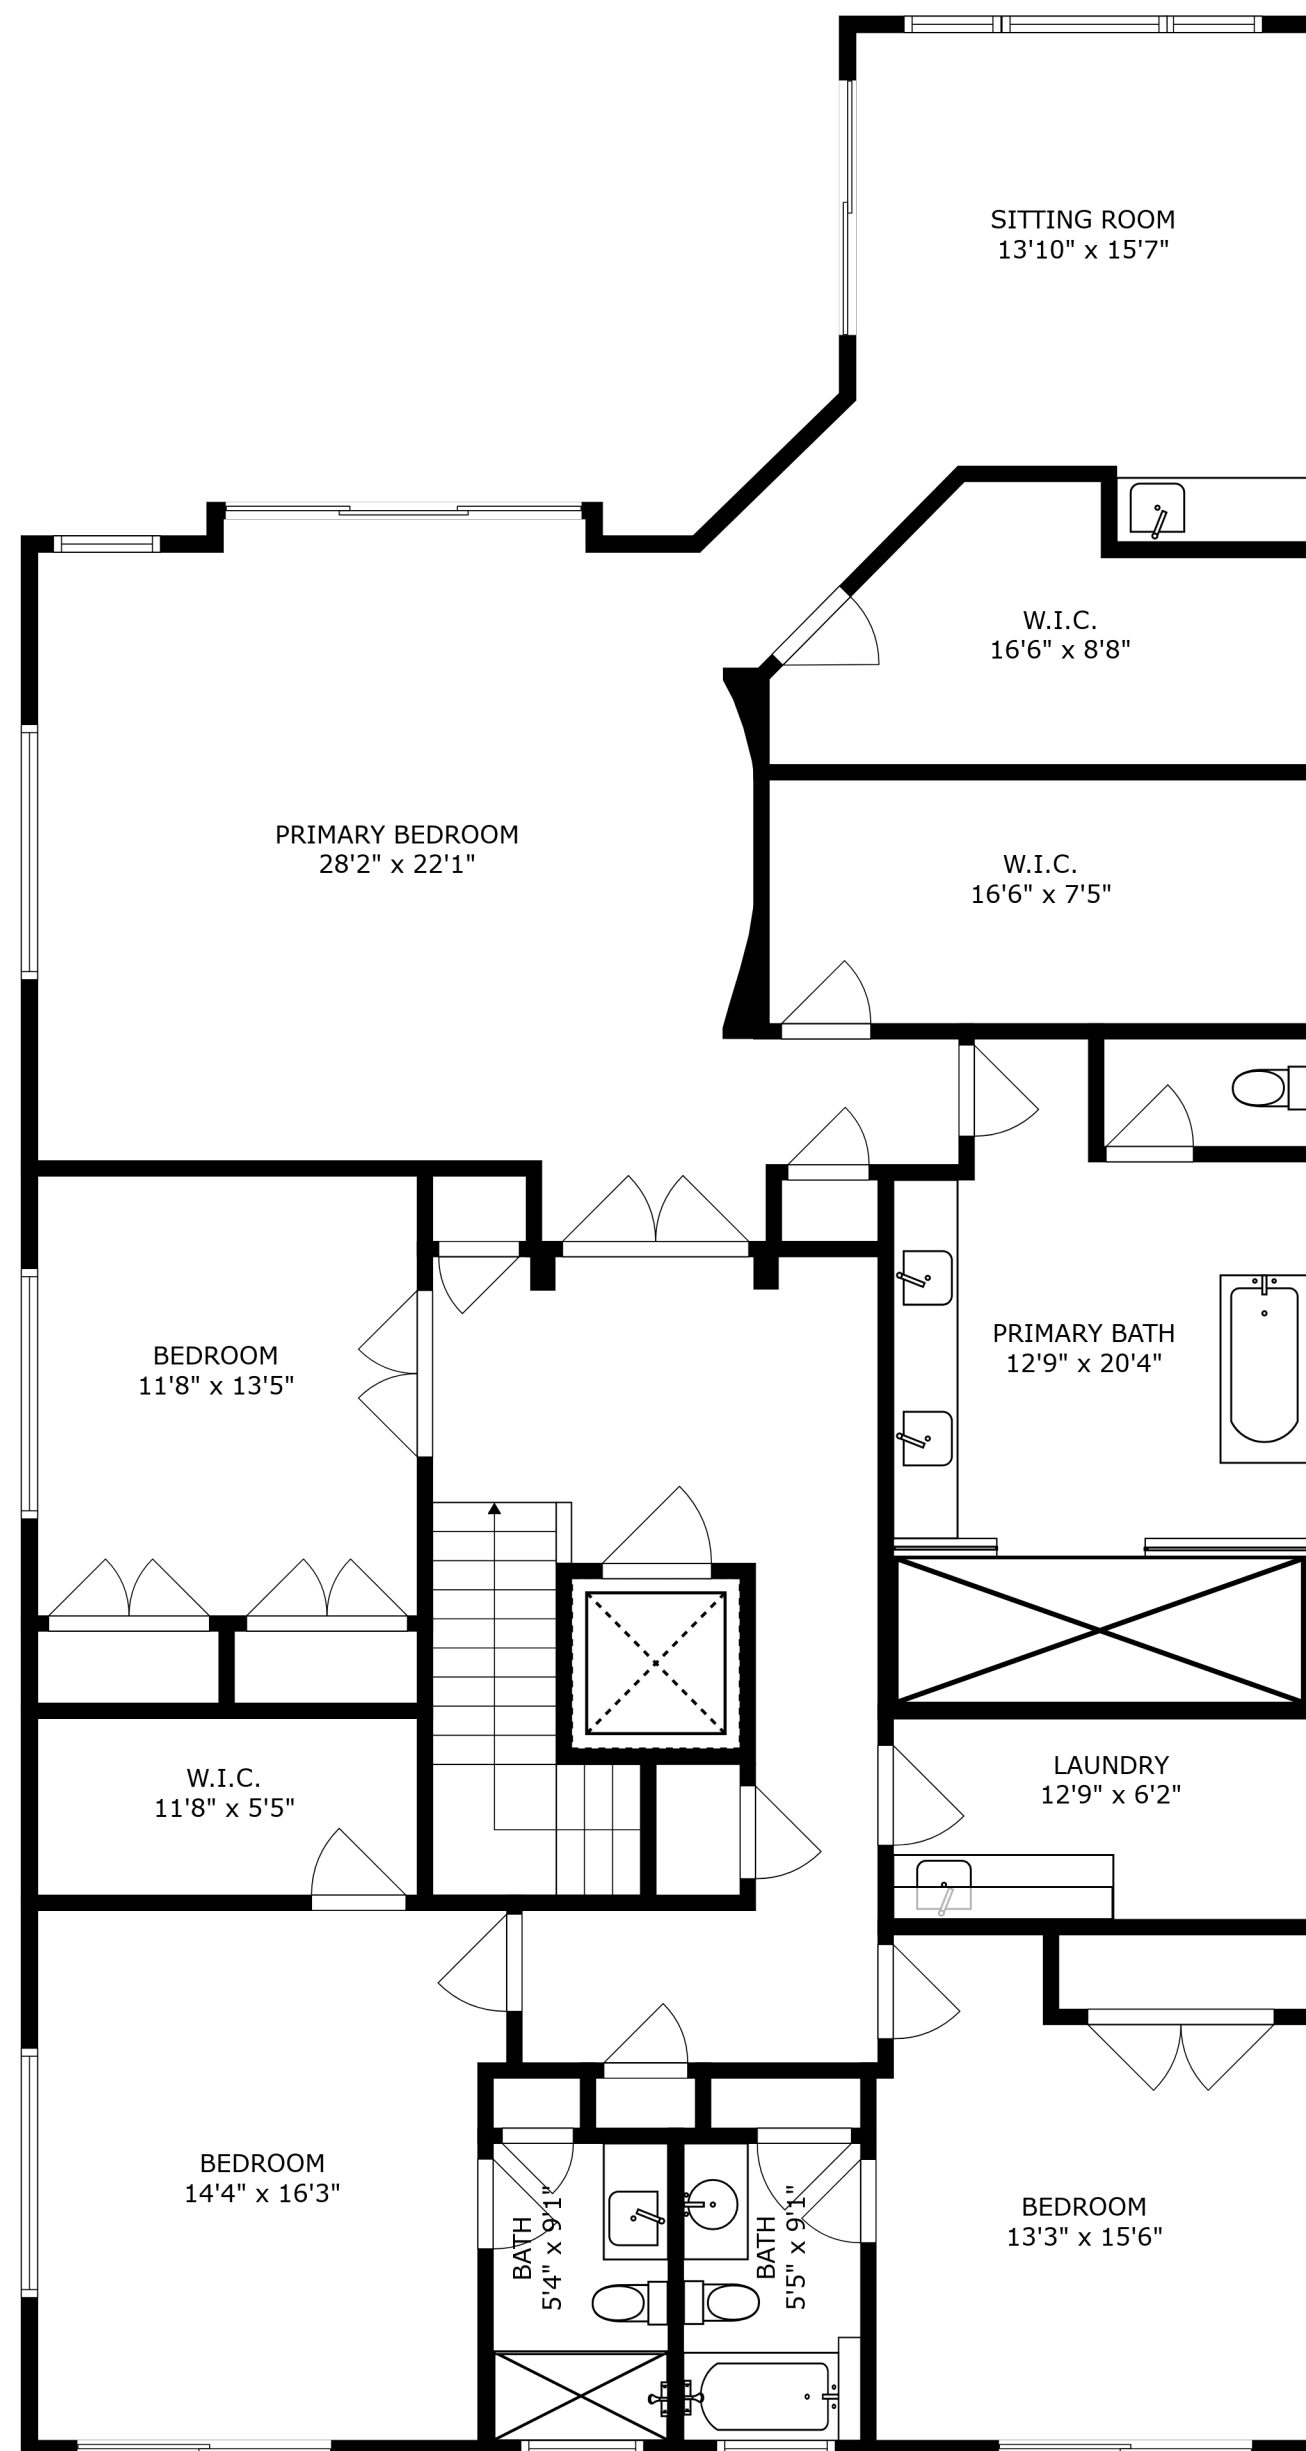 SITTING ROOM
13'10" x 15'7"
W.I.C.
16'6" x 8'8"
PRIMARY BEDROOM
28'2" x 22'1"
W.I.C.
16'6" x 7'5"
BEDROOM
11'8" x 13'5"
PRIMARY BATH
12'9" x 20'4"
W.I.C.
11'8" x 5'5"
LAUNDRY
12'9" x 6'2"
BEDROOM
14'4" x 16'3"
BATH
5'4" x 9'1"
BATH
5'5" x 9'1"
BEDROOM
13'3" x 15'6"